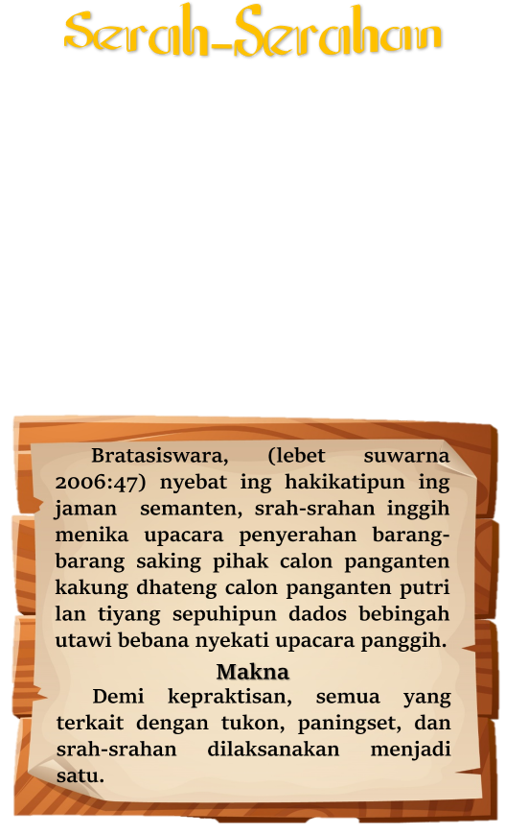 Serah-Serahan
Bratasiswara, (lebet suwarna
2006:47) nyebat ing hakikatipun ing
jaman semanten, srah-srahan inggih
menika upacara penyerahan barang-
barang saking pihak calon panganten
kakung dhateng calon panganten putri
lan tiyang sepuhipun dados bebingah
utawi bebana nyekati upacara panggih.
Makna
Demi kepraktisan, semua yang
terkait dengan tukon, paningset, dan
srah-srahan dilaksanakan menjadi
satu.